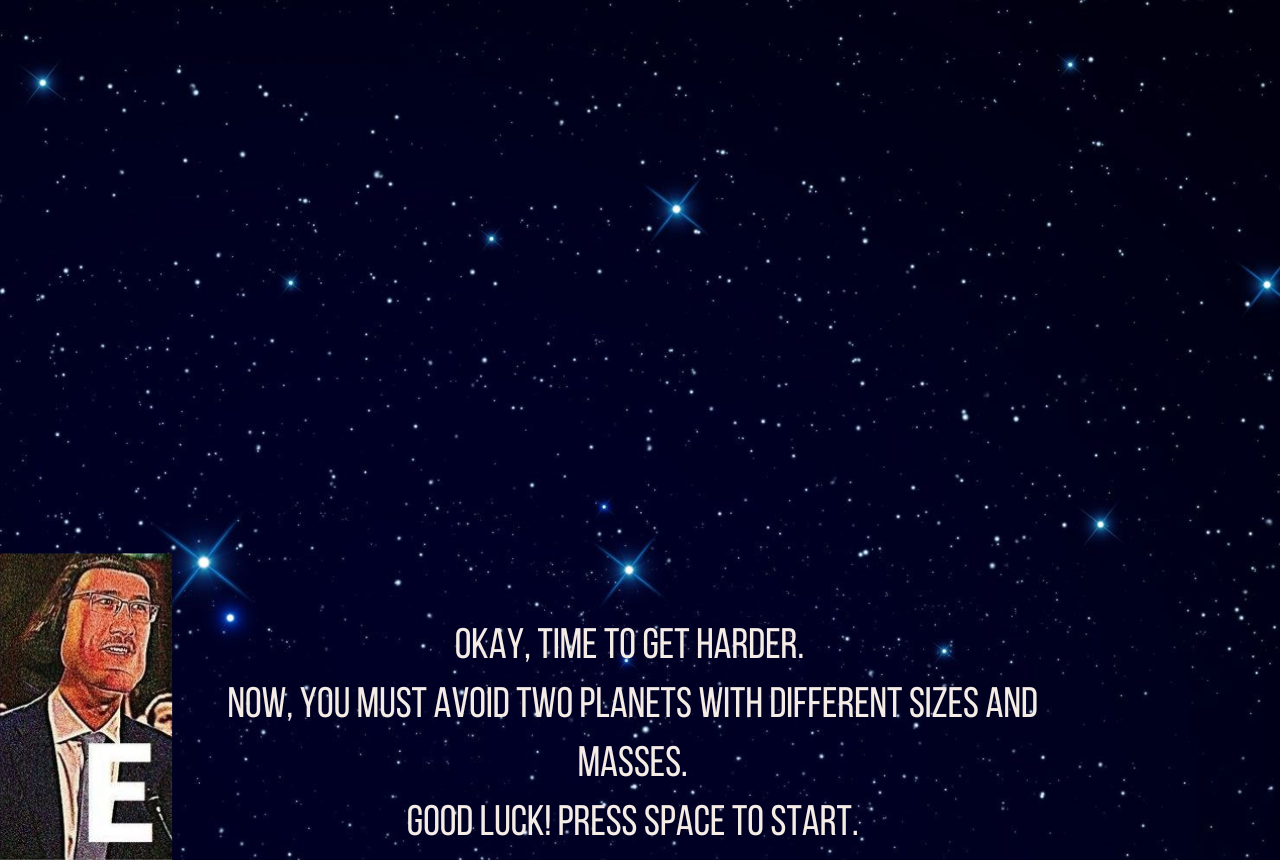 OKAY, TIME TO GET HARDER.
NOW, YOU MUST AVOID TWO PLANETS WITH DIFFERENT SIZES AND
MASSES.
GOOD LUCK! PRESS SPACE TO START.
E